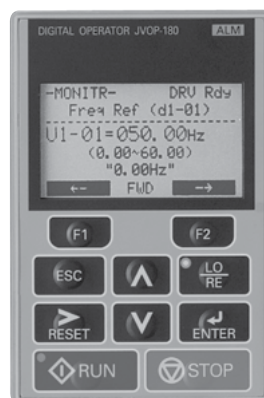 DIGITAL OPERATOR JVOP-180 ALM
-MONITR- DRV Rdy
Freq Ref (d1-01)
U1-01=050.00Hz
(0.00~60.00)
"0.00Hz"
←- FWD -→
F1 F2
ESC LO RE
RESET ENTER
RUN STOP